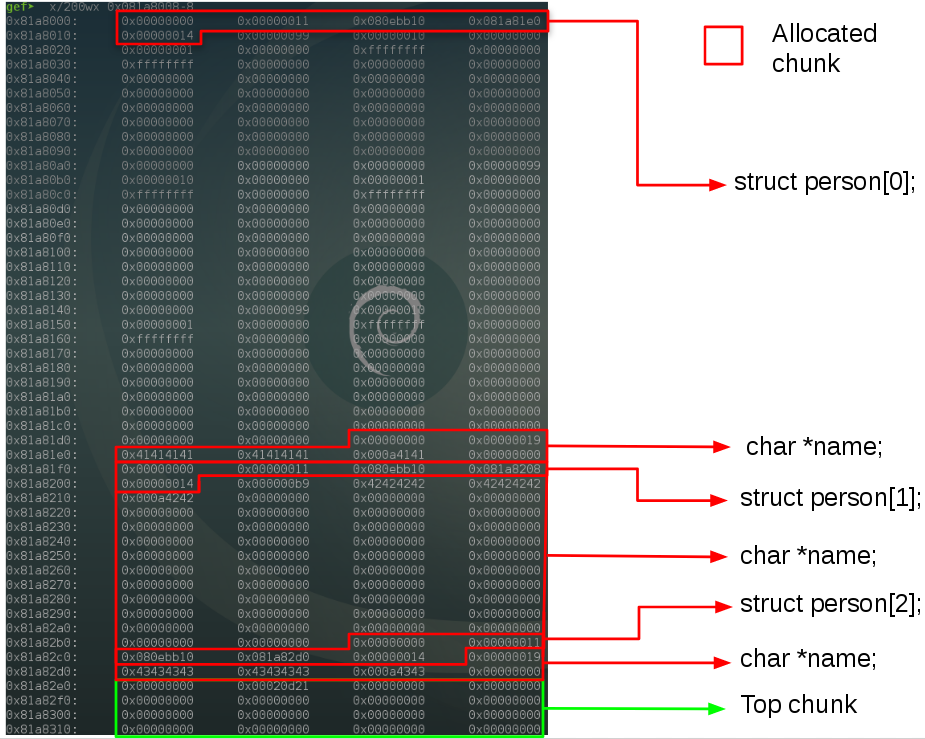 gef➤  x/200wx 0x081a8008-8
0x81a8000: 0x00000000 0x00000011 0x080ebb10 0x081a81e0
0x81a8010: 0x00000014 0x00000099 0x00000010 0x00000000
0x81a8020: 0x00000001 0x00000000 0xffffffff 0x00000000
0x81a8030: 0xffffffff 0x00000000 0x00000000 0x00000000
0x81a8040: 0x00000000 0x00000000 0x00000000 0x00000000
0x81a8050: 0x00000000 0x00000000 0x00000000 0x00000000
0x81a8060: 0x00000000 0x00000000 0x00000000 0x00000000
0x81a8070: 0x00000000 0x00000000 0x00000000 0x00000000
0x81a8080: 0x00000000 0x00000000 0x00000000 0x00000000
0x81a8090: 0x00000000 0x00000000 0x00000000 0x00000000
0x81a80a0: 0x00000000 0x00000000 0x00000000 0x00000099
0x81a80b0: 0x00000010 0x00000000 0x00000001 0x00000000
0x81a80c0: 0xffffffff 0x00000000 0xffffffff 0x00000000
0x81a80d0: 0x00000000 0x00000000 0x00000000 0x00000000
0x81a80e0: 0x00000000 0x00000000 0x00000000 0x00000000
0x81a80f0: 0x00000000 0x00000000 0x00000000 0x00000000
0x81a8100: 0x00000000 0x00000000 0x00000000 0x00000000
0x81a8110: 0x00000000 0x00000000 0x00000000 0x00000000
0x81a8120: 0x00000000 0x00000000 0x00000000 0x00000000
0x81a8130: 0x00000000 0x00000000 0x00000000 0x00000000
0x81a8140: 0x00000000 0x00000099 0x00000010 0x00000000
0x81a8150: 0x00000001 0x00000000 0xffffffff 0x00000000
0x81a8160: 0xffffffff 0x00000000 0x00000000 0x00000000
0x81a8170: 0x00000000 0x00000000 0x00000000 0x00000000
0x81a8180: 0x00000000 0x00000000 0x00000000 0x00000000
0x81a8190: 0x00000000 0x00000000 0x00000000 0x00000000
0x81a81a0: 0x00000000 0x00000000 0x00000000 0x00000000
0x81a81b0: 0x00000000 0x00000000 0x00000000 0x00000000
0x81a81c0: 0x00000000 0x00000000 0x00000000 0x00000000
0x81a81d0: 0x00000000 0x00000000 0x00000000 0x00000019
0x81a81e0: 0x41414141 0x41414141 0x000a4141 0x00000000
0x81a81f0: 0x00000000 0x00000011 0x080ebb10 0x081a8208
0x81a8200: 0x00000014 0x000000b9 0x42424242 0x42424242
0x81a8210: 0x000a4242 0x00000000 0x00000000 0x00000000
0x81a8220: 0x00000000 0x00000000 0x00000000 0x00000000
0x81a8230: 0x00000000 0x00000000 0x00000000 0x00000000
0x81a8240: 0x00000000 0x00000000 0x00000000 0x00000000
0x81a8250: 0x00000000 0x00000000 0x00000000 0x00000000
0x81a8260: 0x00000000 0x00000000 0x00000000 0x00000000
0x81a8270: 0x00000000 0x00000000 0x00000000 0x00000000
0x81a8280: 0x00000000 0x00000000 0x00000000 0x00000000
0x81a8290: 0x00000000 0x00000000 0x00000000 0x00000000
0x81a82a0: 0x00000000 0x00000000 0x00000000 0x00000000
0x81a82b0: 0x00000000 0x00000000 0x00000000 0x00000011
0x81a82c0: 0x080ebb10 0x081a82d0 0x00000014 0x00000019
0x81a82d0: 0x43434343 0x43434343 0x000a4343 0x00000000
0x81a82e0: 0x00000000 0x00020d21 0x00000000 0x00000000
0x81a82f0: 0x00000000 0x00000000 0x00000000 0x00000000
0x81a8300: 0x00000000 0x00000000 0x00000000 0x00000000
0x81a8310: 0x00000000 0x00000000 0x00000000 0x00000000
Allocated
chunk
struct person[0];
char *name;
struct person[1];
char *name;
struct person[2];
char *name;
Top chunk